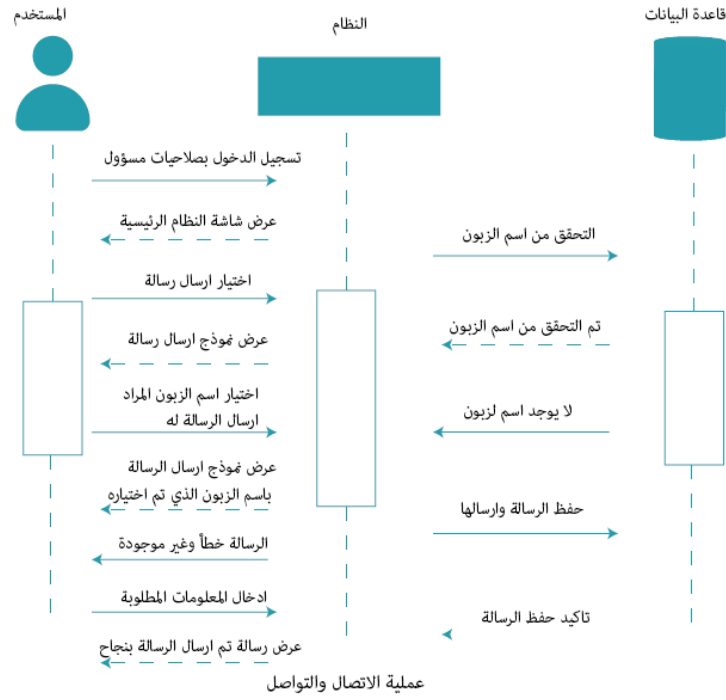 المستخدم
النظام
قاعدة البيانات
تسجيل الدخول بصلاحيات مسؤول
عرض شاشة النظام الرئيسية
التحقق من اسم الزبون
اختيار ارسال رسالة
تم التحقق من اسم الزبون
عرض نموذج ارسال رسالة
اختيار اسم الزبون المراد
ارسال الرسالة له
لا يوجد اسم لزبون
عرض نموذج ارسال الرسالة
باسم الزبون الذي تم اختياره
حفظ الرسالة وارسالها
الرسالة خطأ وغير موجودة
ادخال المعلومات المطلوبة
تاكيد حفظ الرسالة
عرض رسالة تم ارسال الرسالة بنجاح
عملية الاتصال والتواصل